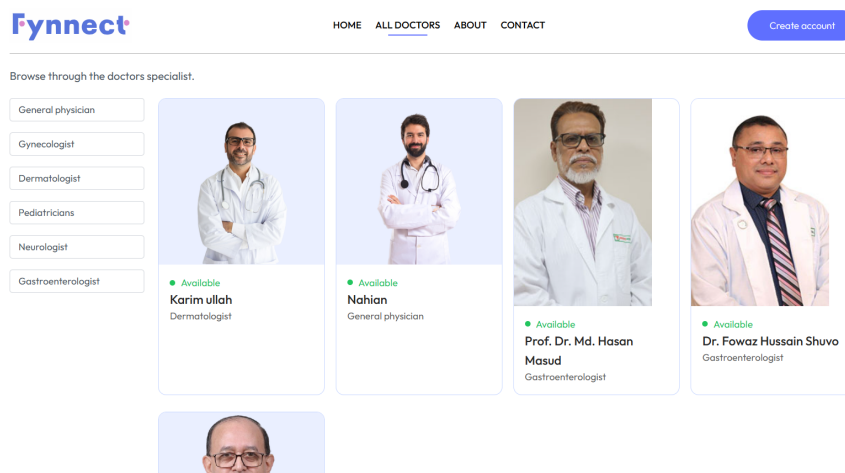 Fynnect
HOME ALL DOCTORS ABOUT CONTACT
Create account
Browse through the doctors specialist.
General physician
Gynecologist
Dermatologist
Pediatricians
Neurologist
Gastroenterologist
Available
Karim ullah
Dermatologist
Available
Nahian
General physician
Available
Prof. Dr. Md. Hasan
Masud
Gastroenterologist
Available
Dr. Fowaz Hussain Shuvo
Gastroenterologist